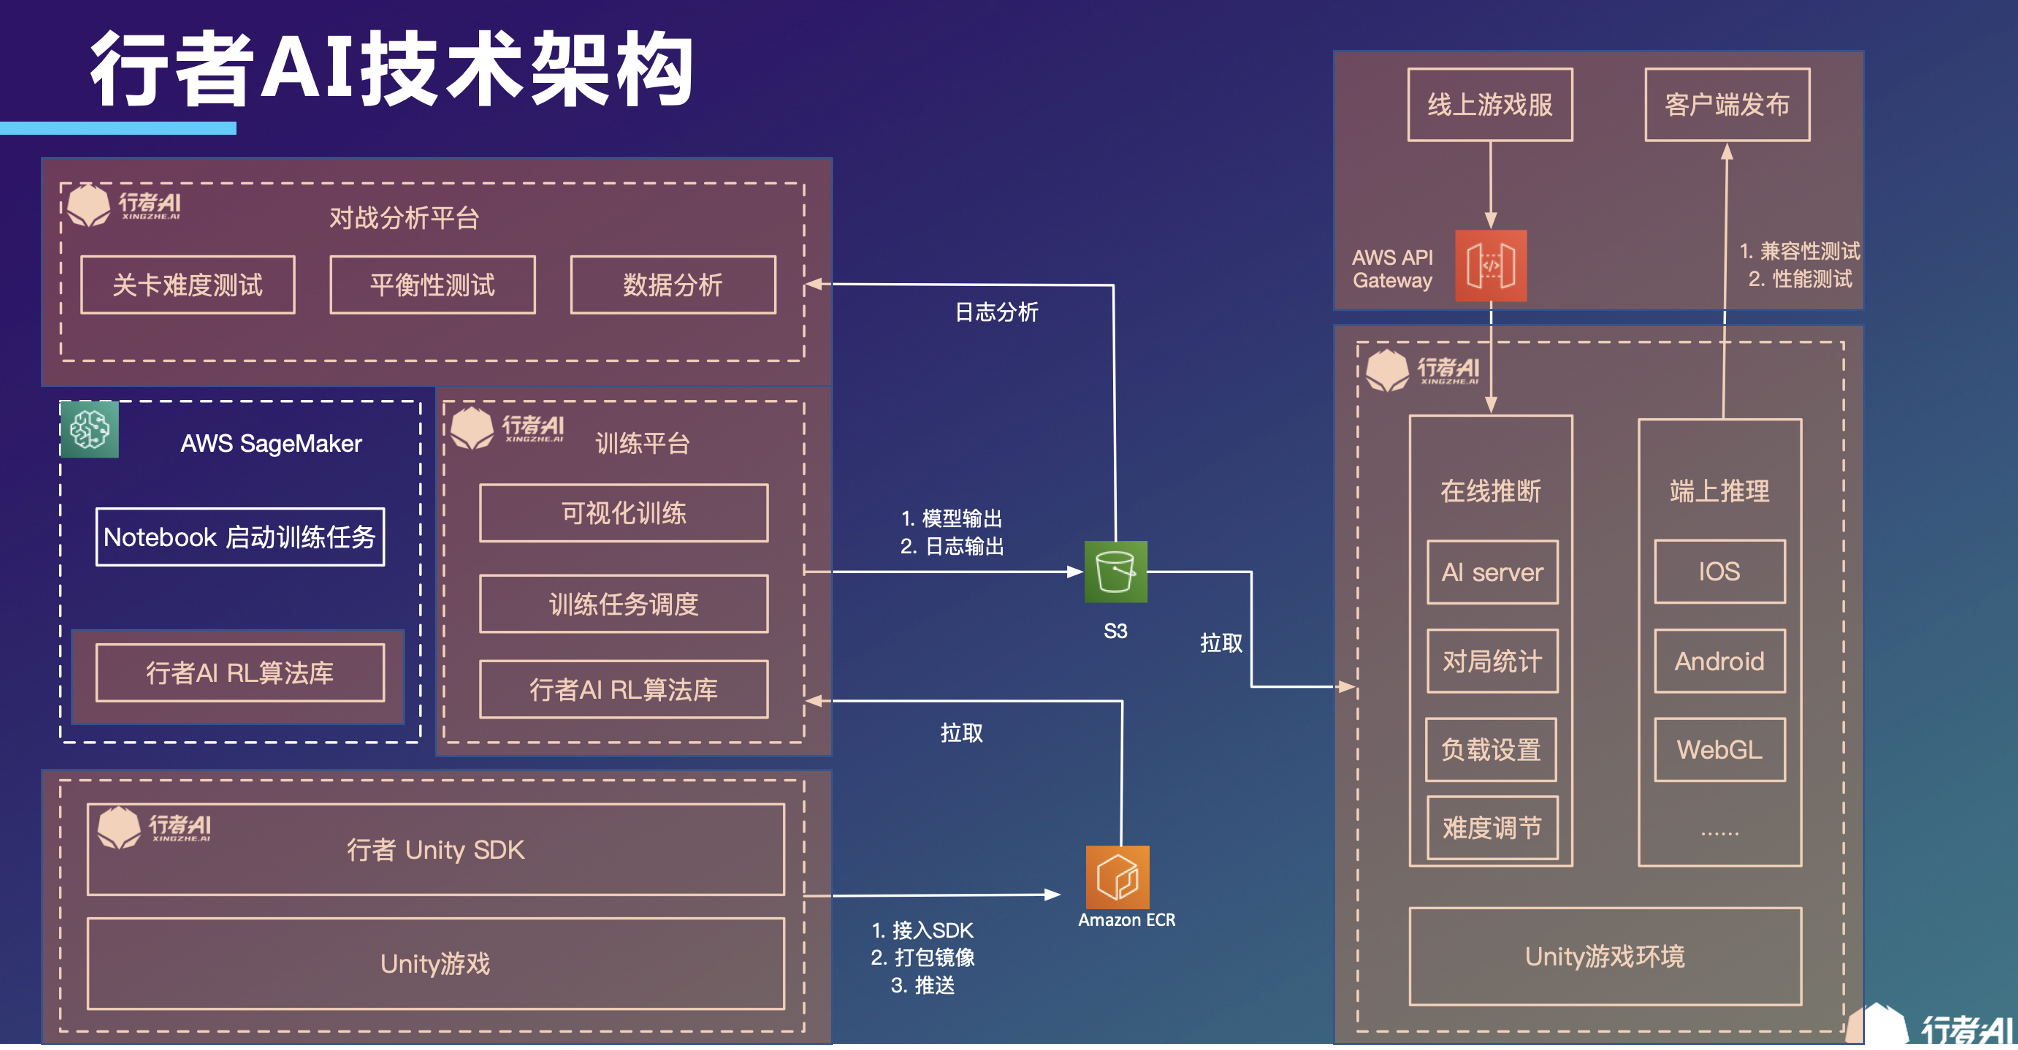 行者AI技术架构
行者AI
XINGZHE.AI
对战分析平台
关卡难度测试
平衡性测试
数据分析
AWS SageMaker
Notebook 启动训练任务
行者AI RL算法库
行者AI
XINGZHE.AI
训练平台
可视化训练
训练任务调度
行者AI RL算法库
行者AI
XINGZHE.AI
行者 Unity SDK
Unity游戏
日志分析
1. 模型输出
2. 日志输出
S3
拉取
拉取
Amazon ECR
1. 接入SDK
2. 打包镜像
3. 推送
线上游戏服
客户端发布
AWS API
Gateway
1. 兼容性测试
2. 性能测试
行者AI
XINGZHE.AI
在线推断
AI server
对局统计
负载设置
难度调节
端上推理
IOS
Android
WebGL
......
Unity游戏环境
行者AI